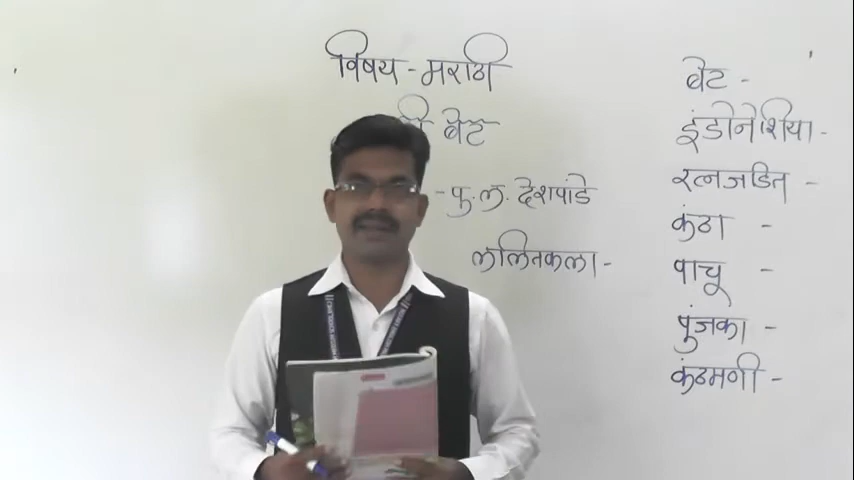 विषय - मराठी
बेट
- पु. ल. देशपांडे
ललितकला -
बेट -
इंडोनेशिया -
रत्नजडित -
कंठा -
पाचू -
पुंजका -
कंठमणी -